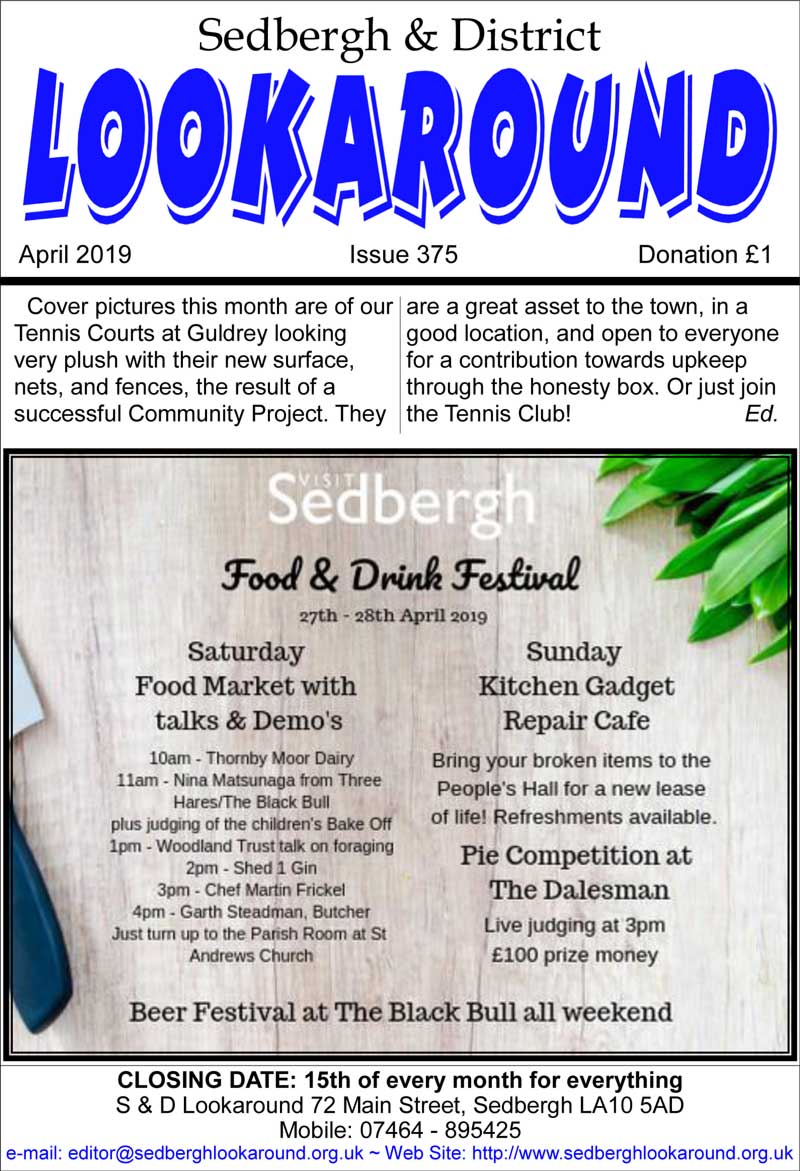 Sedbergh & District
LOOKAROUND
April 2019 Issue 375 Donation £1
Cover pictures this month are of our
Tennis Courts at Guldrey looking
very plush with their new surface,
nets, and fences, the result of a
successful Community Project. They
are a great asset to the town, in a
good location, and open to everyone
for a contribution towards upkeep
through the honesty box. Or just join
the Tennis Club! Ed.
VISIT
Sedbergh
Food & Drink Festival
27th - 28th April 2019
Saturday
Food Market with
talks & Demo's
10am - Thornby Moor Dairy
11am - Nina Matsunaga from Three
Hares/The Black Bull
plus judging of the children's Bake Off
1pm - Woodland Trust talk on foraging
2pm - Shed 1 Gin
3pm - Chef Martin Frickel
4pm - Garth Steadman, Butcher
Just turn up to the Parish Room at St
Andrews Church
Sunday
Kitchen Gadget
Repair Cafe
Bring your broken items to the
People's Hall for a new lease
of life! Refreshments available.
Pie Competition at
The Dalesman
Live judging at 3pm
£100 prize money
Beer Festival at The Black Bull all weekend
CLOSING DATE: 15th of every month for everything
S & D Lookaround 72 Main Street, Sedbergh LA10 5AD
Mobile: 07464 - 895425
e-mail: editor@sedberghlookaround.org.uk ~ Web Site: http://www.sedberghlookaround.org.uk